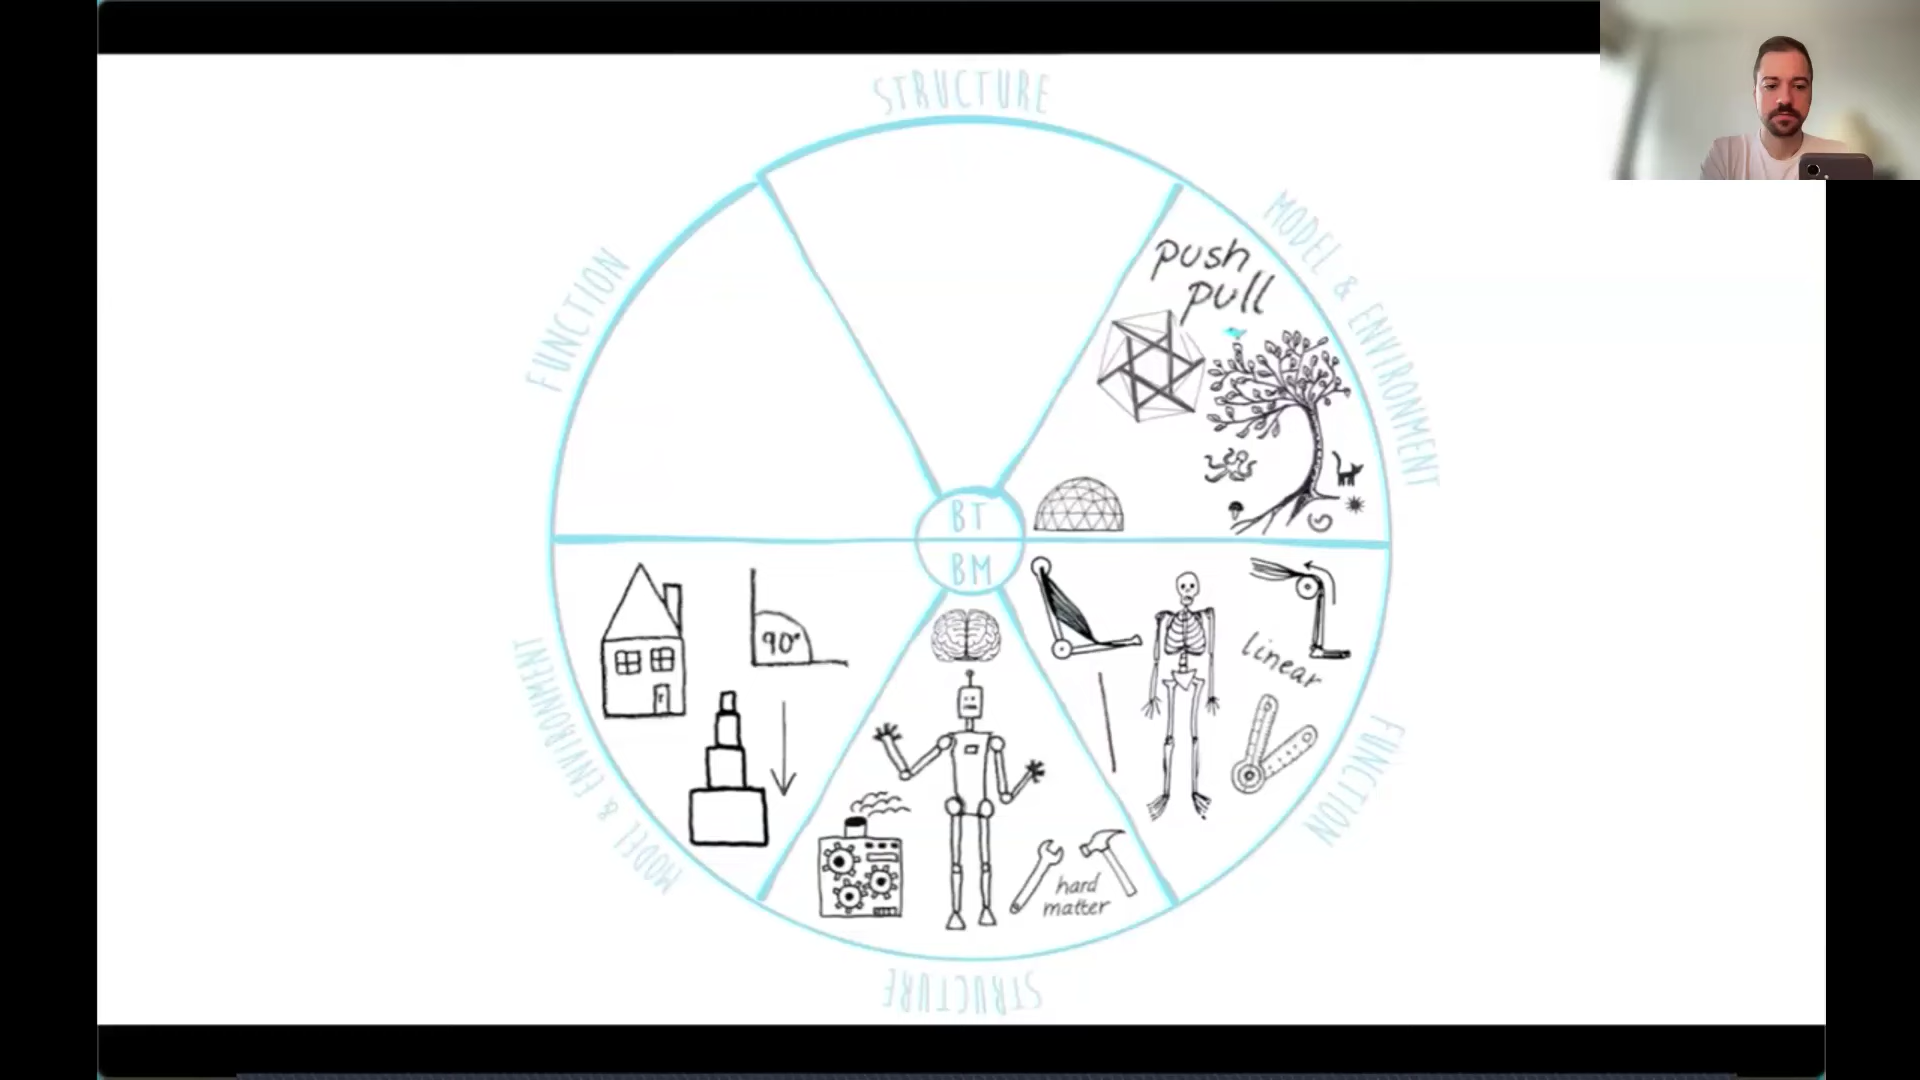 STRUCTURE
MODEL & ENVIRONMENT
FUNCTION
push
pull
BT
BM
90°
linear
hard
matter
MODEL & ENVIRONMENT
FUNCTION
STRUCTURE